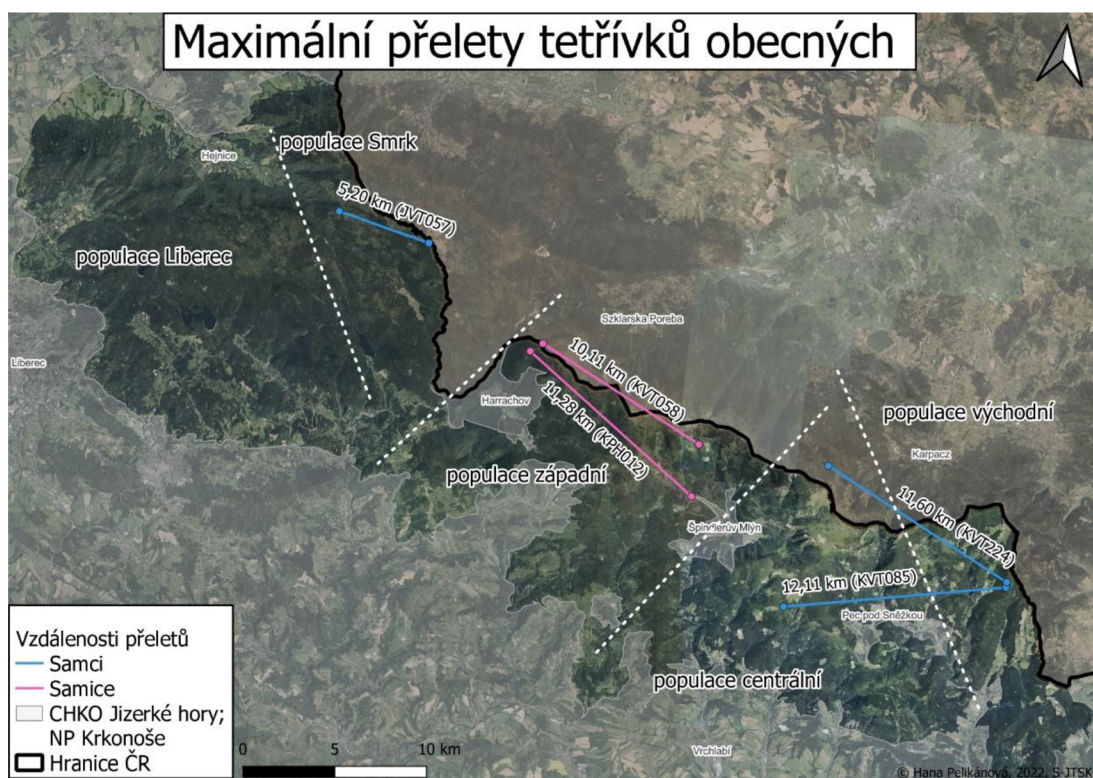 Maximální přelety tetřívků obecných
populace Smrk
Hejnice
5,20 km (JVT057)
populace Liberec
Szklarska Poreba
Liberec
10,11 km (KVT058)
Harrachov
11,28 km (KPH012)
populace východní
Karpacz
populace západní
11,60 km (KVT224)
Špindlerův Mlýn
12,11 km (KVT085)
Pec pod Sněžkou
populace centrální
Vrchlabí
Vzdálenosti přeletů
Samci
Samice
CHKO Jizerké hory;
NP Krkonoše
Hranice ČR
0 5 10 km
© Hana Pelikánová, 2022, S-JTSK